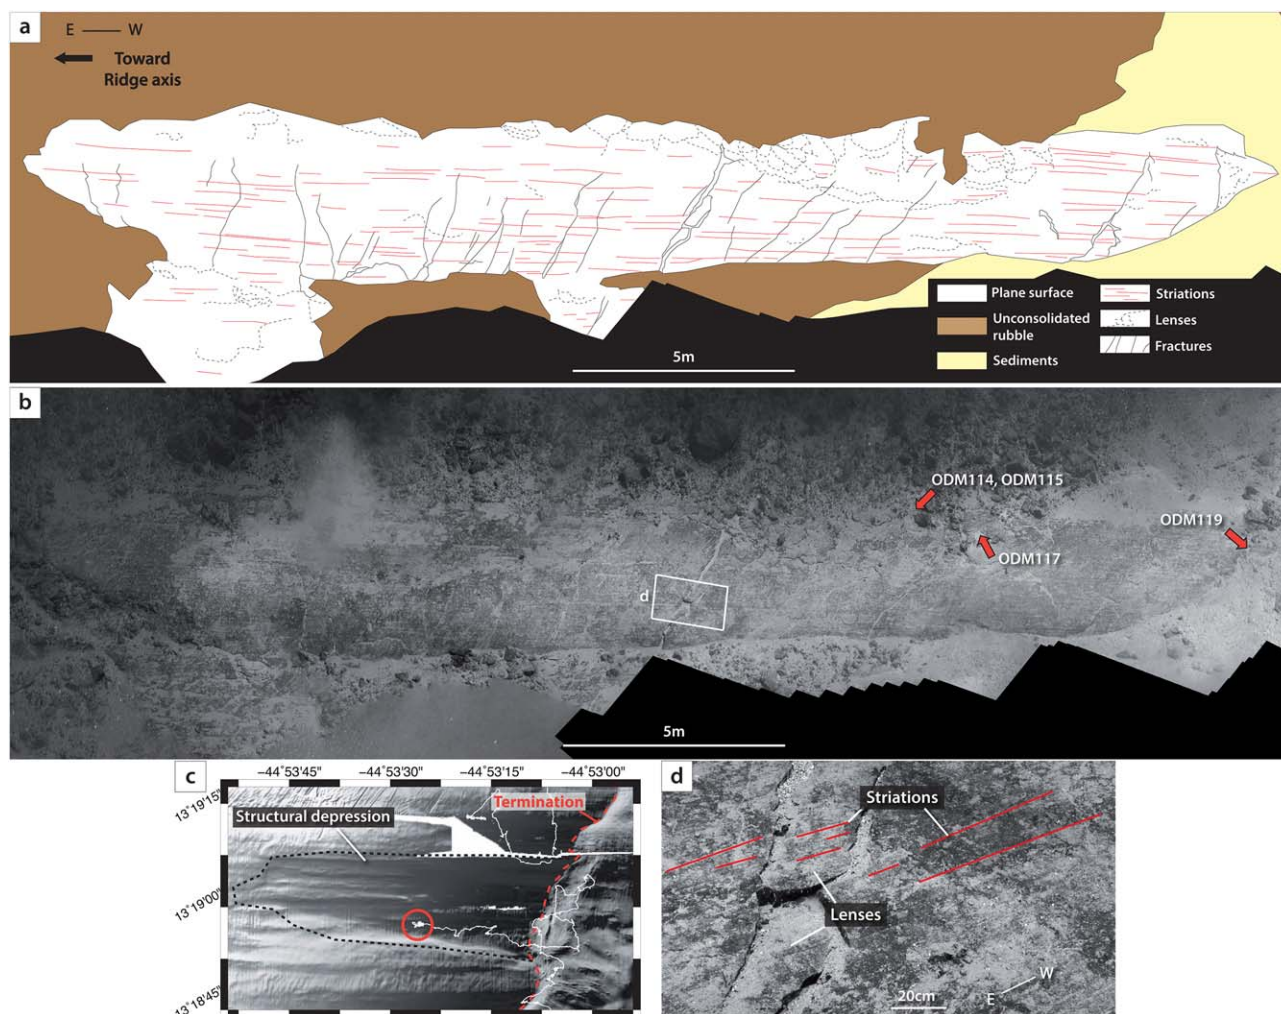 a
E — W
Toward
Ridge axis
Plane surface
Unconsolidated
rubble
Sediments
Striations
Lenses
Fractures
5m
b
ODM114, ODM115
ODM119
ODM117
d
5m
c
−44˚53'45" −44˚53'30" −44˚53'15" −44˚53'00"
13˚19'15"
13˚19'00"
13˚18'45"
Structural depression
Termination
d
Striations
Lenses
W
E
20cm